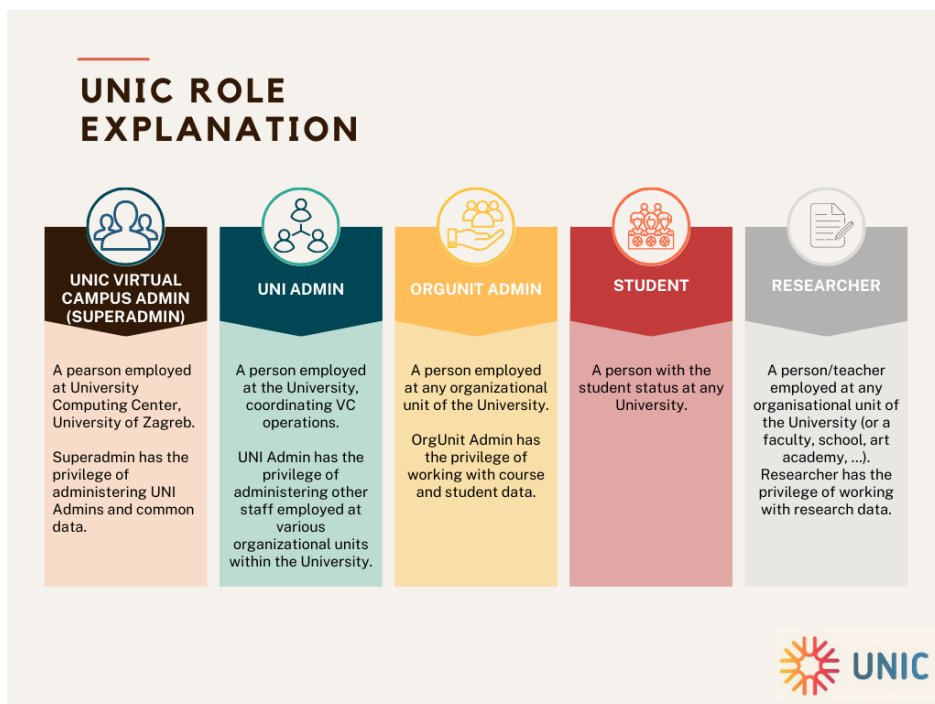 UNIC ROLE
EXPLANATION
UNIC VIRTUAL
CAMPUS ADMIN
(SUPERADMIN)
A pearson employed
at University
Computing Center,
University of Zagreb.
Superadmin has the
privilege of
administering UNI
Admins and common
data.
UNI ADMIN
A person employed
at the University,
coordinating VC
operations.
UNI Admin has the
privilege of
administering other
staff employed at
various
organizational units
within the University.
ORGUNIT ADMIN
A person employed
at any organizational
unit of the University.
OrgUnit Admin has
the privilege of
working with course
and student data.
STUDENT
A person with the
student status at any
University.
RESEARCHER
A person/teacher
employed at any
organisational unit of
the University (or a
faculty, school, art
academy, ...).
Researcher has the
privilege of working
with research data.
UNIC